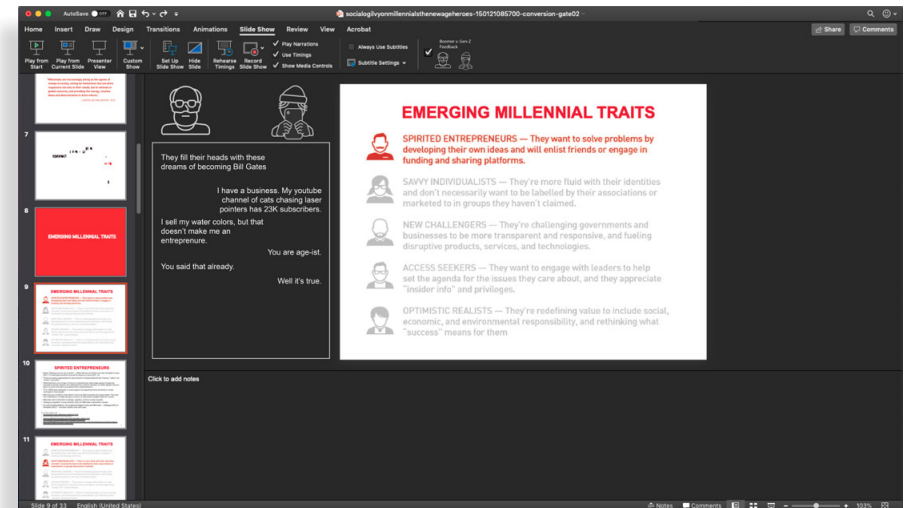 AutoSave OFF
socialogilvyonmillennialsthenewageheroes-150121085700-conversion-gate02
Home Insert Draw Design Transitions Animations Slide Show Review View Acrobat
Share Comments
Play from Start
Play from Current Slide
Presenter View
Custom Show
Set Up Slide Show
Hide Slide
Rehearse Timings
Record Slide Show
Play Narrations
Use Timings
Show Media Controls
Always Use Subtitles
Subtitle Settings
Boomer v. Gen Z
Feedback
7
8
EMERGING MILLENNIAL TRAITS
9
EMERGING MILLENNIAL TRAITS
10
SPIRITED ENTREPRENEURS
11
EMERGING MILLENNIAL TRAITS
They fill their heads with these
dreams of becoming Bill Gates
I have a business. My youtube
channel of cats chasing laser
pointers has 23K subscribers.
I sell my water colors, but that
doesn't make me an
entreprenure.
You are age-ist.
You said that already.
Well it's true.
EMERGING MILLENNIAL TRAITS
SPIRITED ENTREPRENEURS — They want to solve problems by
developing their own ideas and will enlist friends or engage in
funding and sharing platforms.
SAVVY INDIVIDUALISTS — They're more fluid with their identities
and don't necessarily want to be labelled by their associations or
marketed to in groups they haven't claimed.
NEW CHALLENGERS — They're challenging governments and
businesses to be more transparent and responsive, and fueling
disruptive products, services, and technologies.
ACCESS SEEKERS — They want to engage with leaders to help
set the agenda for the issues they care about, and they appreciate
"insider info" and privileges.
OPTIMISTIC REALISTS — They're redefining value to include social,
economic, and environmental responsibility, and rethinking what
"success" means for them
Click to add notes
Slide 9 of 33 English (United States)
Notes Comments 103%